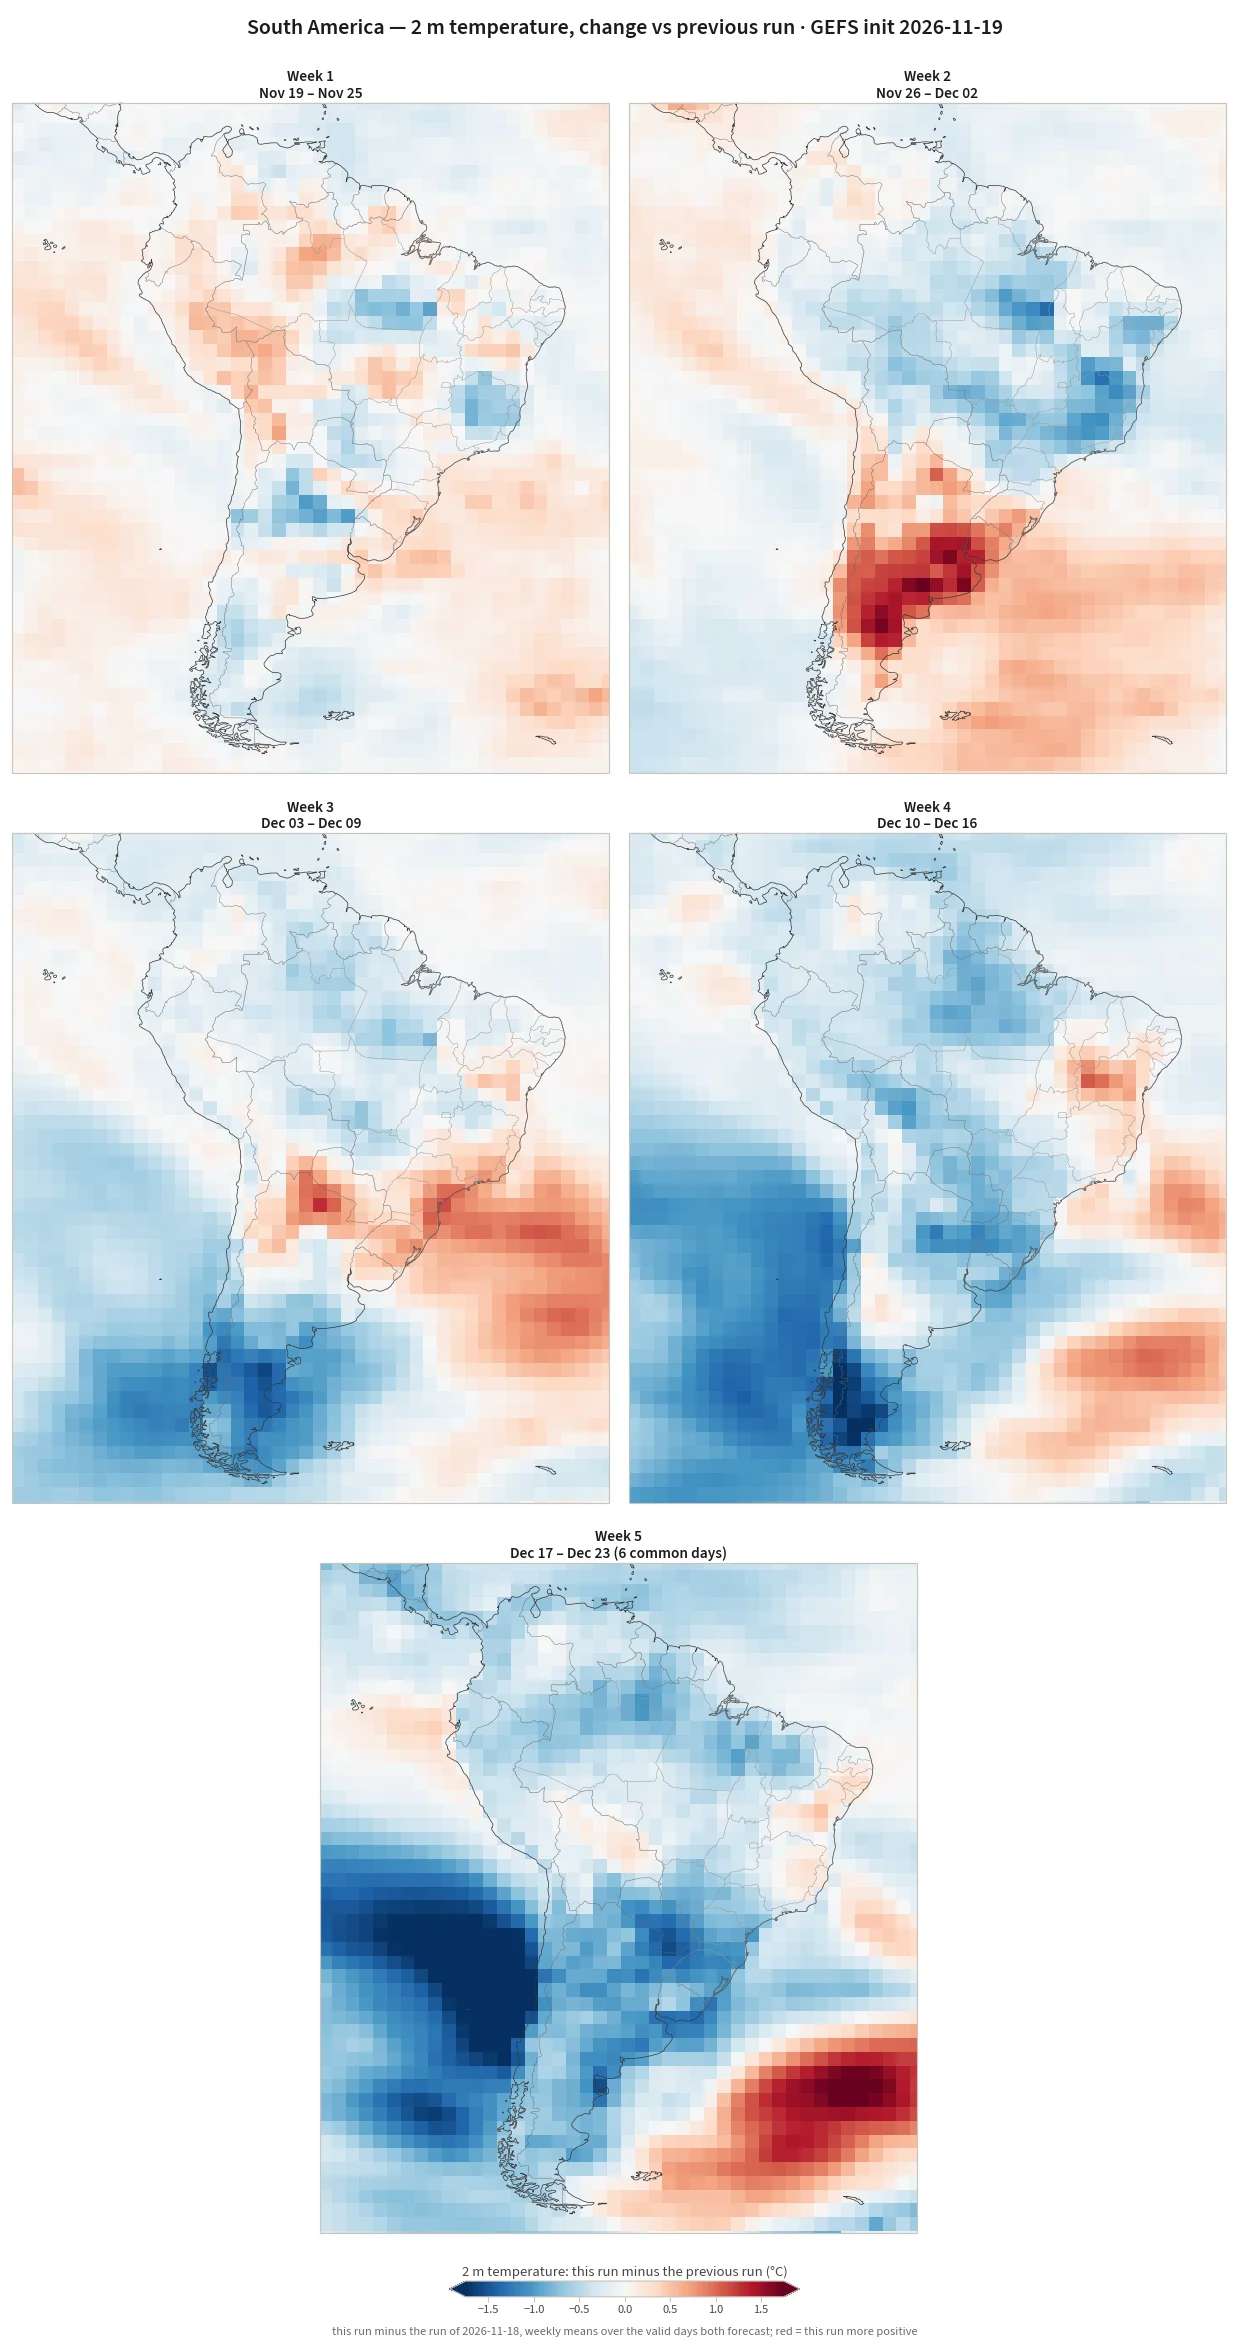 South America — 2 m temperature, change vs previous run · GEFS init 2026-11-19
Week 1
Nov 19 – Nov 25
Week 2
Nov 26 – Dec 02
Week 3
Dec 03 – Dec 09
Week 4
Dec 10 – Dec 16
Week 5
Dec 17 – Dec 23 (6 common days)
2 m temperature: this run minus the previous run (°C)
−1.5 −1.0 −0.5 0.0 0.5 1.0 1.5
this run minus the run of 2026-11-18, weekly means over the valid days both forecast; red = this run more positive